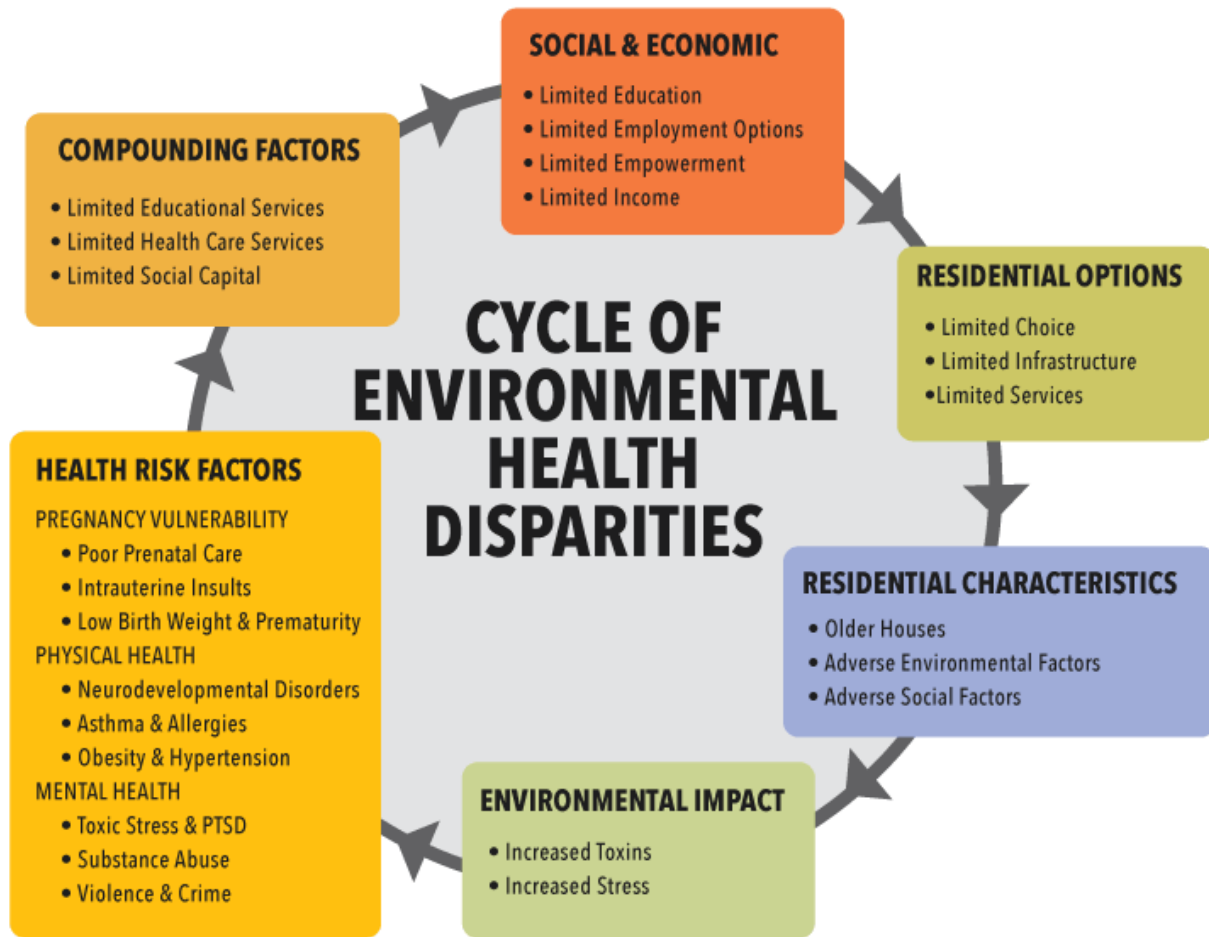 CYCLE OF
ENVIRONMENTAL
HEALTH
DISPARITIES
SOCIAL & ECONOMIC
• Limited Education
• Limited Employment Options
• Limited Empowerment
• Limited Income
RESIDENTIAL OPTIONS
• Limited Choice
• Limited Infrastructure
•Limited Services
RESIDENTIAL CHARACTERISTICS
• Older Houses
• Adverse Environmental Factors
• Adverse Social Factors
ENVIRONMENTAL IMPACT
• Increased Toxins
• Increased Stress
HEALTH RISK FACTORS
PREGNANCY VULNERABILITY
• Poor Prenatal Care
• Intrauterine Insults
• Low Birth Weight & Prematurity
PHYSICAL HEALTH
• Neurodevelopmental Disorders
• Asthma & Allergies
• Obesity & Hypertension
MENTAL HEALTH
• Toxic Stress & PTSD
• Substance Abuse
• Violence & Crime
COMPOUNDING FACTORS
• Limited Educational Services
• Limited Health Care Services
• Limited Social Capital